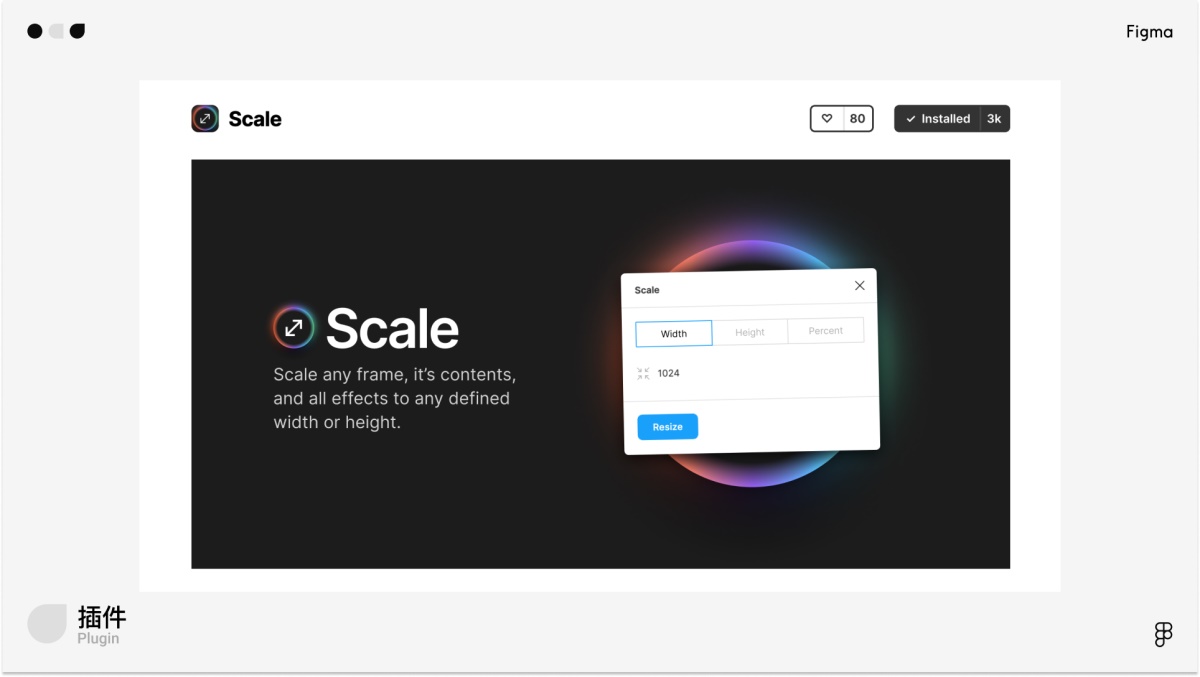 Figma
Scale
80
Installed 3k
Scale
Scale any frame, it's contents,
and all effects to any defined
width or height.
Scale
Width Height Percent
1024
Resize
插件
Plugin